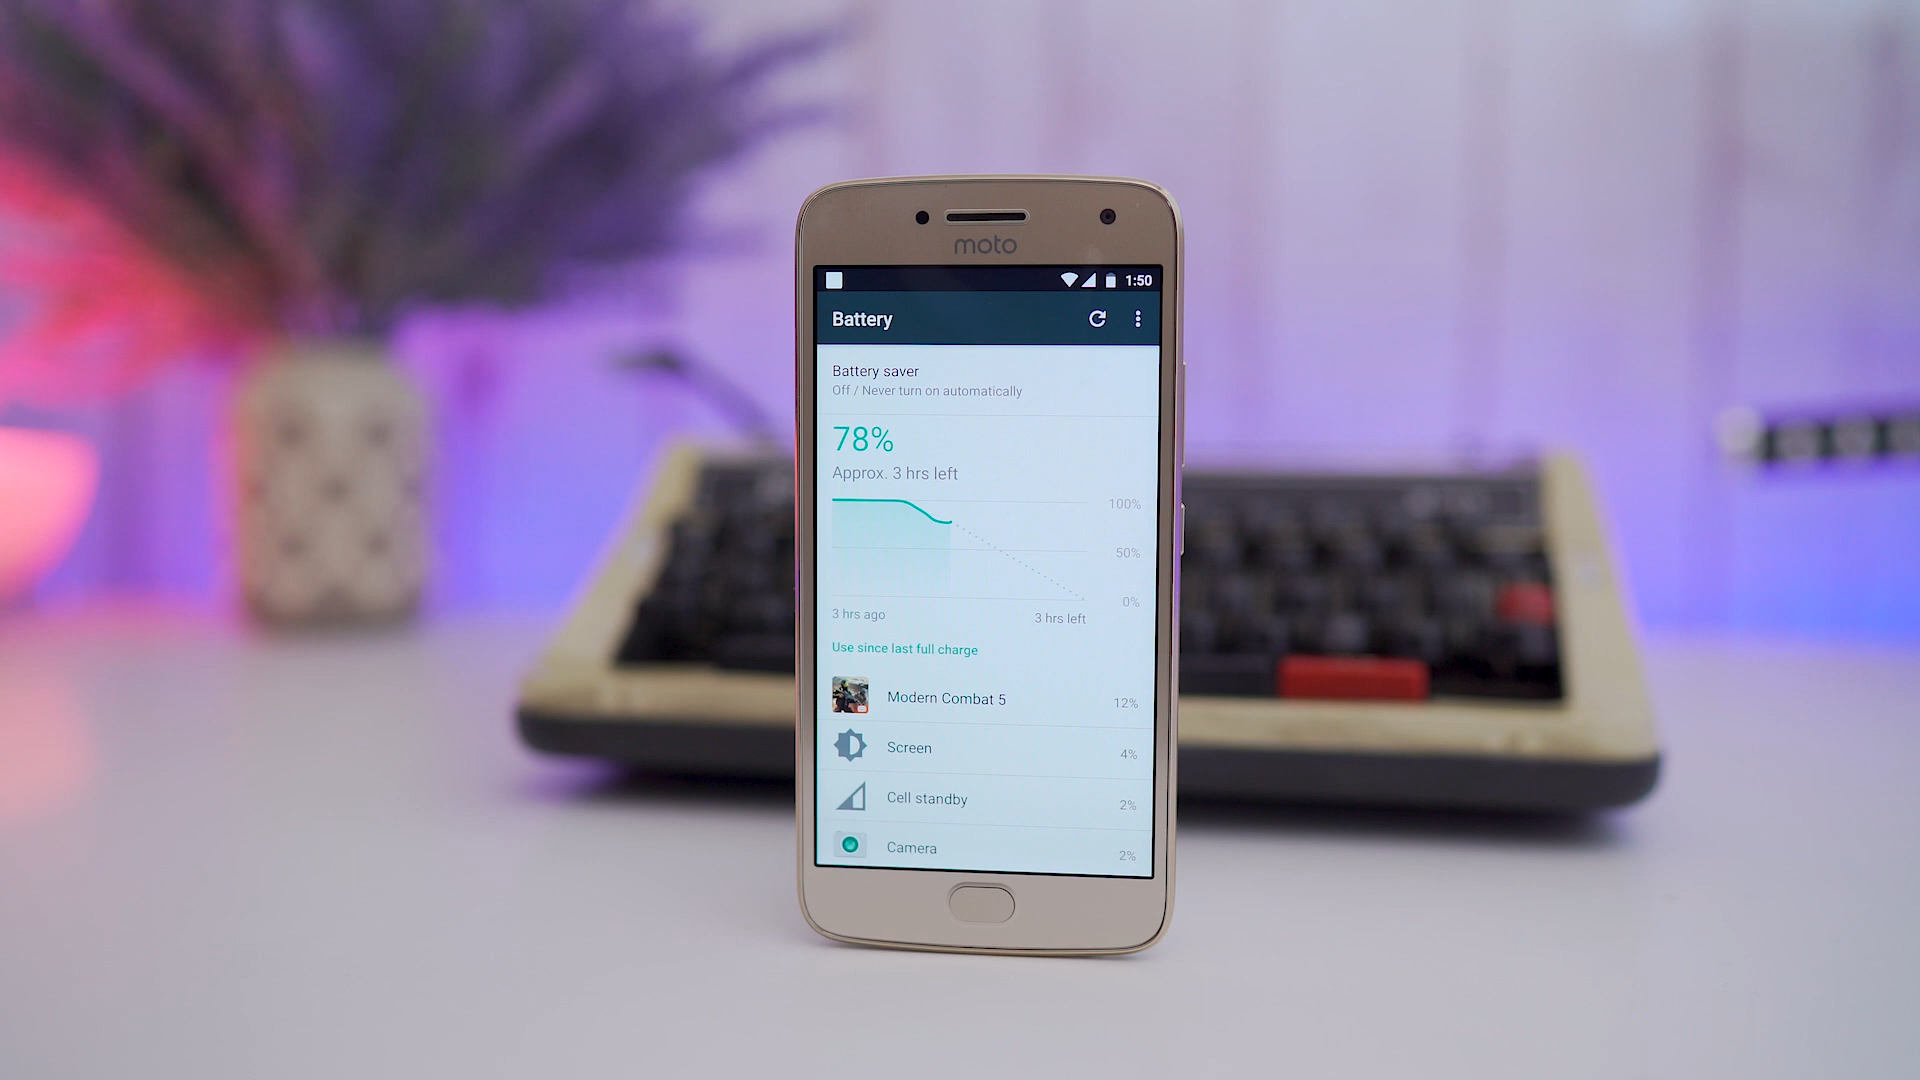 moto
1:50
Battery
Battery saver
Off / Never turn on automatically
78%
Approx. 3 hrs left
100%
50%
0%
3 hrs ago
3 hrs left
Use since last full charge
Modern Combat 5
12%
Screen
4%
Cell standby
2%
Camera
2%